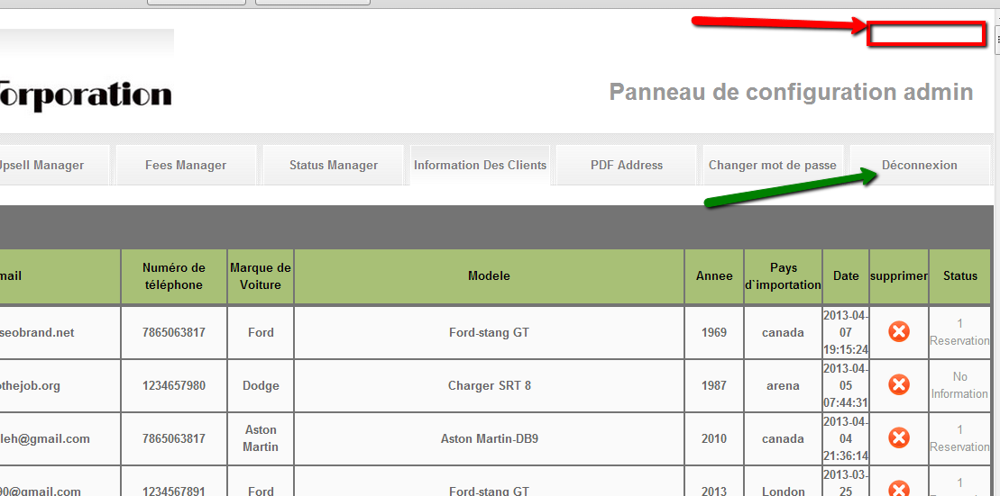 orporation
Panneau de configuration admin
Upsell Manager
Fees Manager
Status Manager
Information Des Clients
PDF Address
Changer mot de passe
Déconnexion
mail
Numéro de
téléphone
Marque de
Voiture
Modele
Annee
Pays
d`importation
Date
supprimer
Status
seobrand.net
7865063817
Ford
Ford-stang GT
1969
canada
2013-04-
07
19:15:24
1
Reservation
othejob.org
1234657980
Dodge
Charger SRT 8
1987
arena
2013-04-
05
07:44:31
No
Information
leh@gmail.com
7865063817
Aston
Martin
Aston Martin-DB9
2010
canada
2013-04-
04
21:36:14
1
Reservation
90@gmail.com
1234567891
Ford
Ford-stang GT
2013
London
2013-03-
25
1